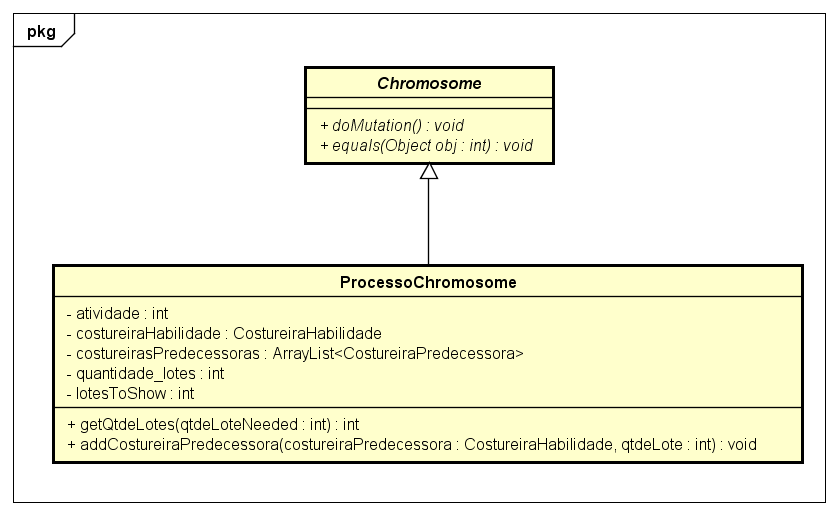 pkg
Chromosome
+ doMutation() : void
+ equals(Object obj : int) : void
ProcessoChromosome
- atividade : int
- costureiraHabilidade : CostureiraHabilidade
- costureirasPredecessoras : ArrayList<CostureiraPredecessora>
- quantidade_lotes : int
- lotesToShow : int
+ getQtdeLotes(qtdeLoteNeeded : int) : int
+ addCostureiraPredecessora(costureiraPredecessora : CostureiraHabilidade, qtdeLote : int) : void